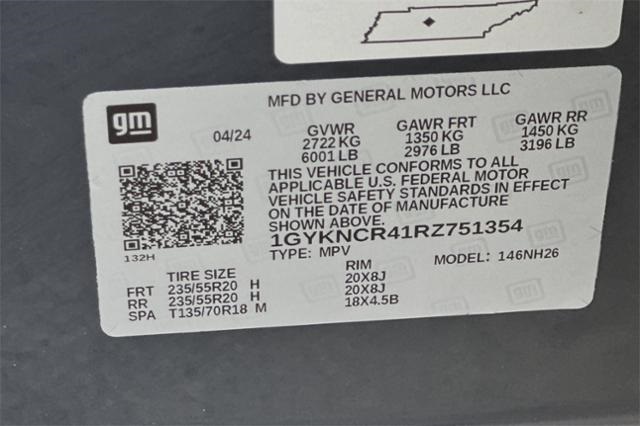 gm
MFD BY GENERAL MOTORS LLC
04/24
GVWR GAWR FRT GAWR RR
2722 KG 1350 KG 1450 KG
6001 LB 2976 LB 3196 LB
THIS VEHICLE CONFORMS TO ALL
APPLICABLE U.S. FEDERAL MOTOR
VEHICLE SAFETY STANDARDS IN EFFECT
ON THE DATE OF MANUFACTURE
SHOWN ABOVE.
1GYKNCR41RZ751354
132H
TYPE: MPV MODEL: 146NH26
TIRE SIZE RIM
FRT 235/55R20 H 20X8J
RR 235/55R20 H 20X8J
SPA T135/70R18 M 18X4.5B